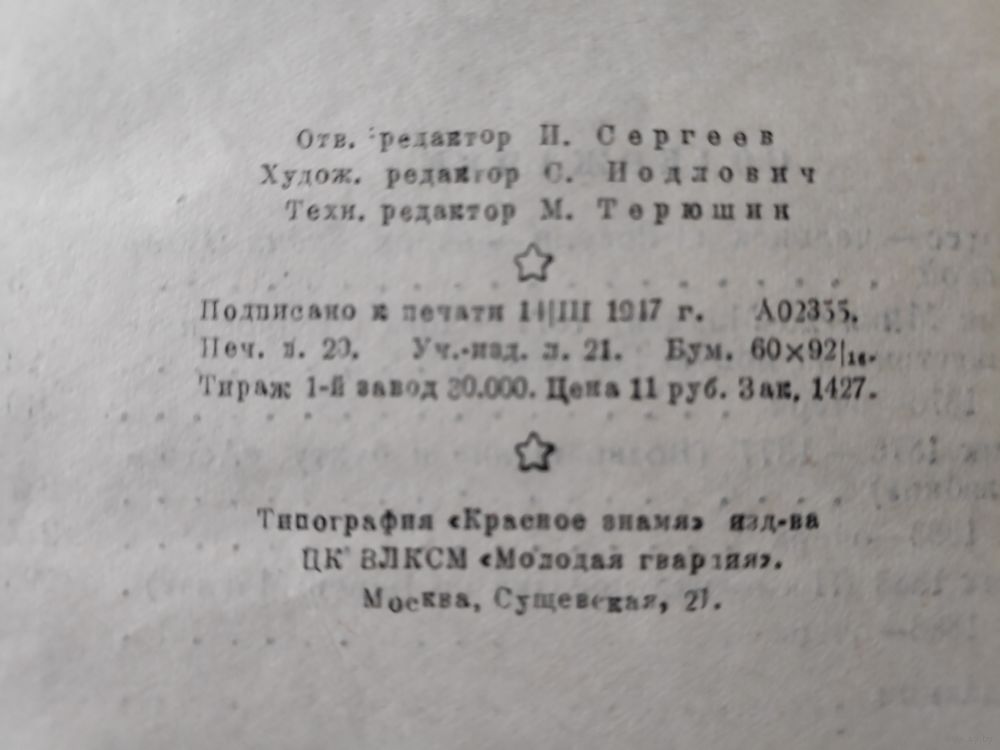 Отв. редактор И. Сергеев
Худож. редактор С. Подлович
Техн. редактор М. Терюшин
Подписано к печати 14|III 1947 г. А02355.
Печ. л. 20. Уч.-изд. л. 21. Бум. 60×92|₁₆.
Тираж 1-й завод 30.000. Цена 11 руб. Зак. 1427.
Типография «Красное знамя» изд-ва
ЦК ВЛКСМ «Молодая гвардия».
Москва, Сущевская, 21.